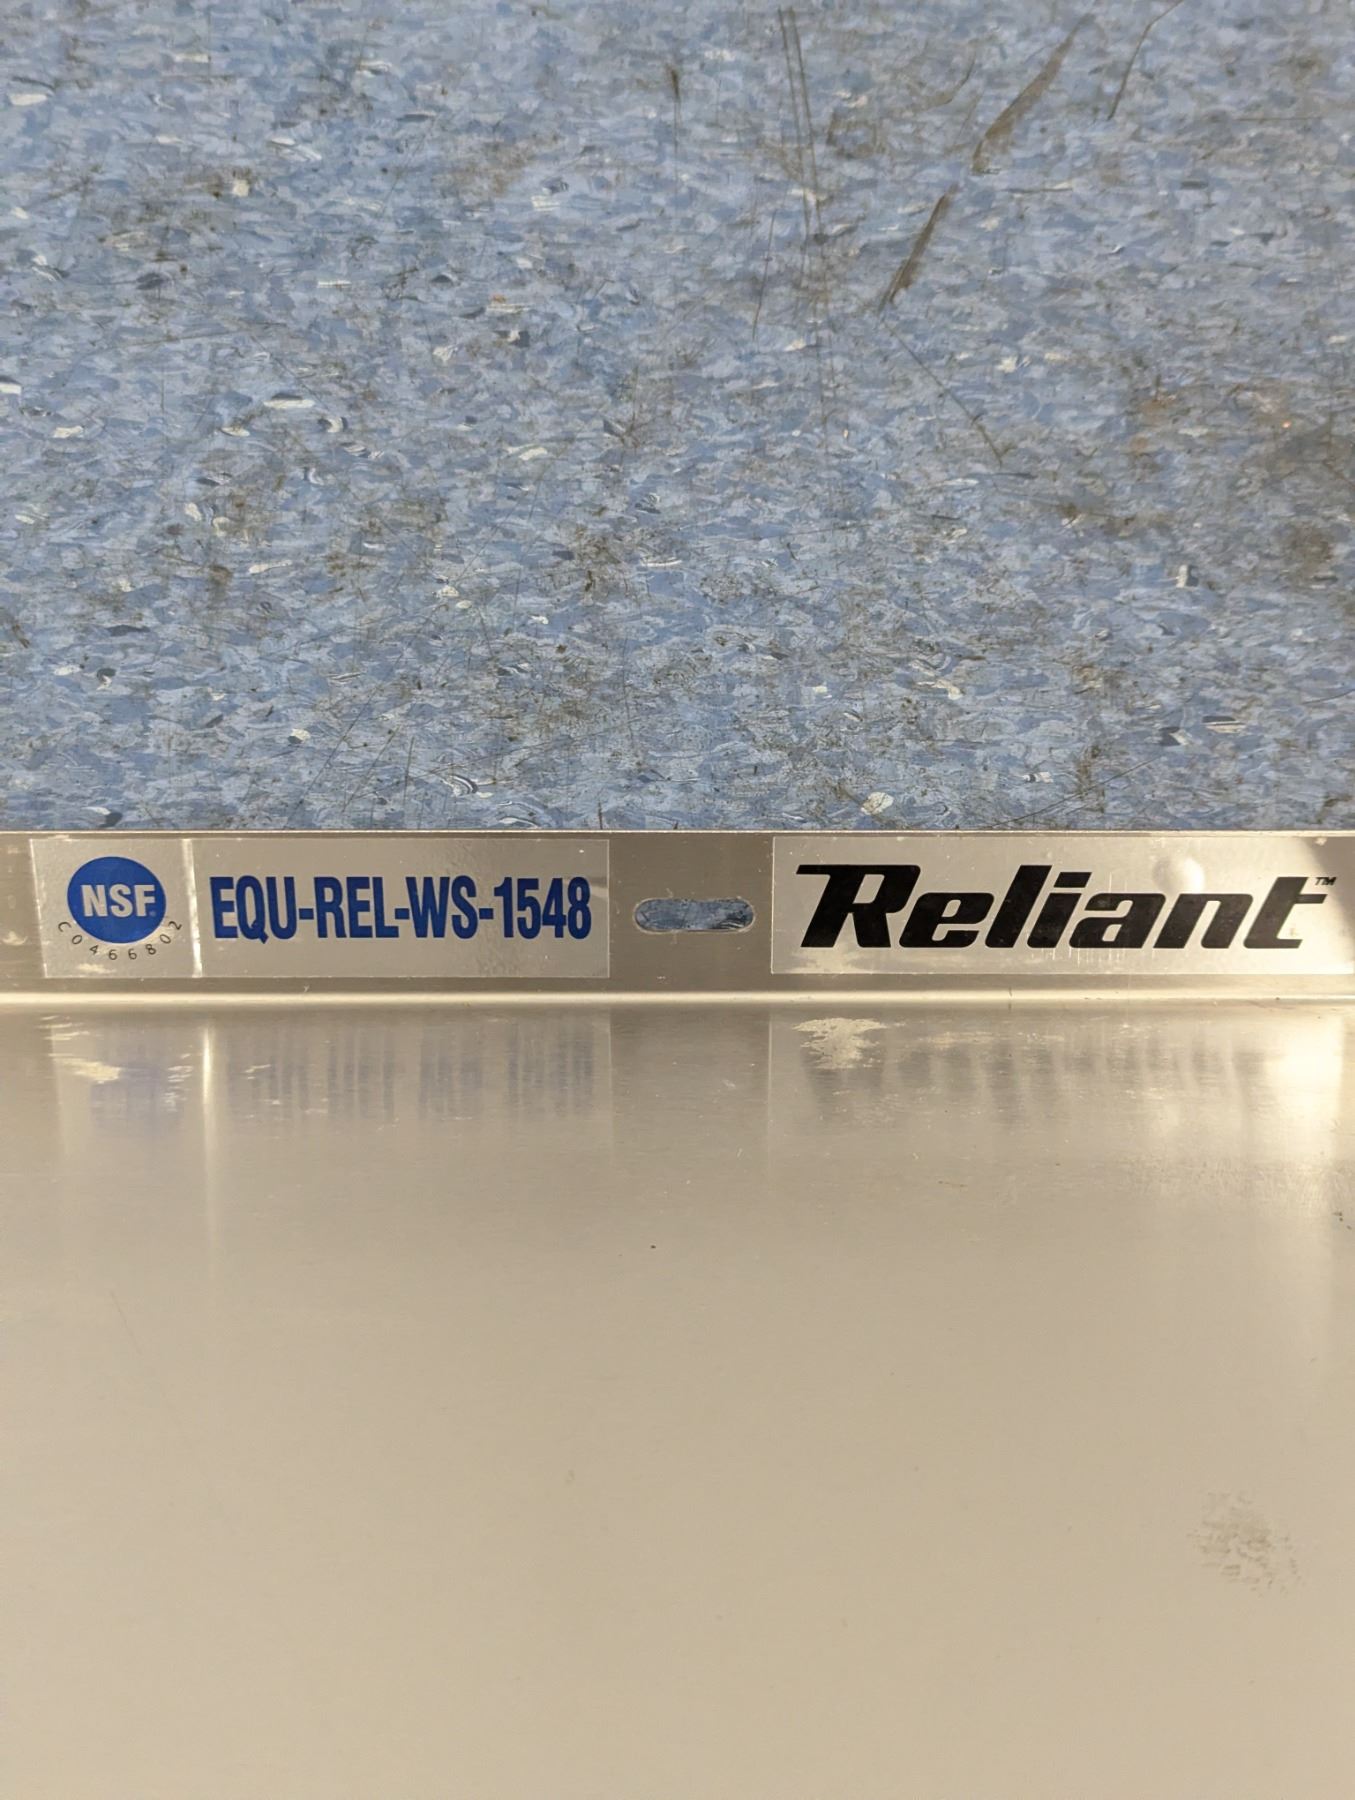 NSF®
C0466802
EQU-REL-WS-1548
Reliant™